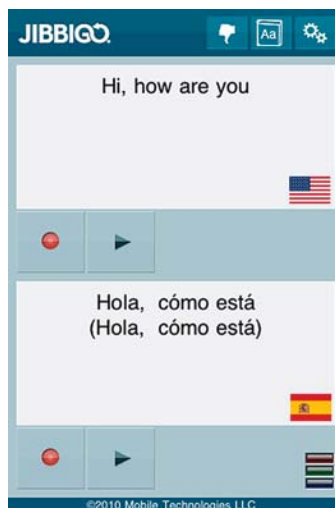 JIBBIGO.
Aa
Hi, how are you
Hola, cómo está
(Hola, cómo está)
©2010 Mobile Technologies LLC